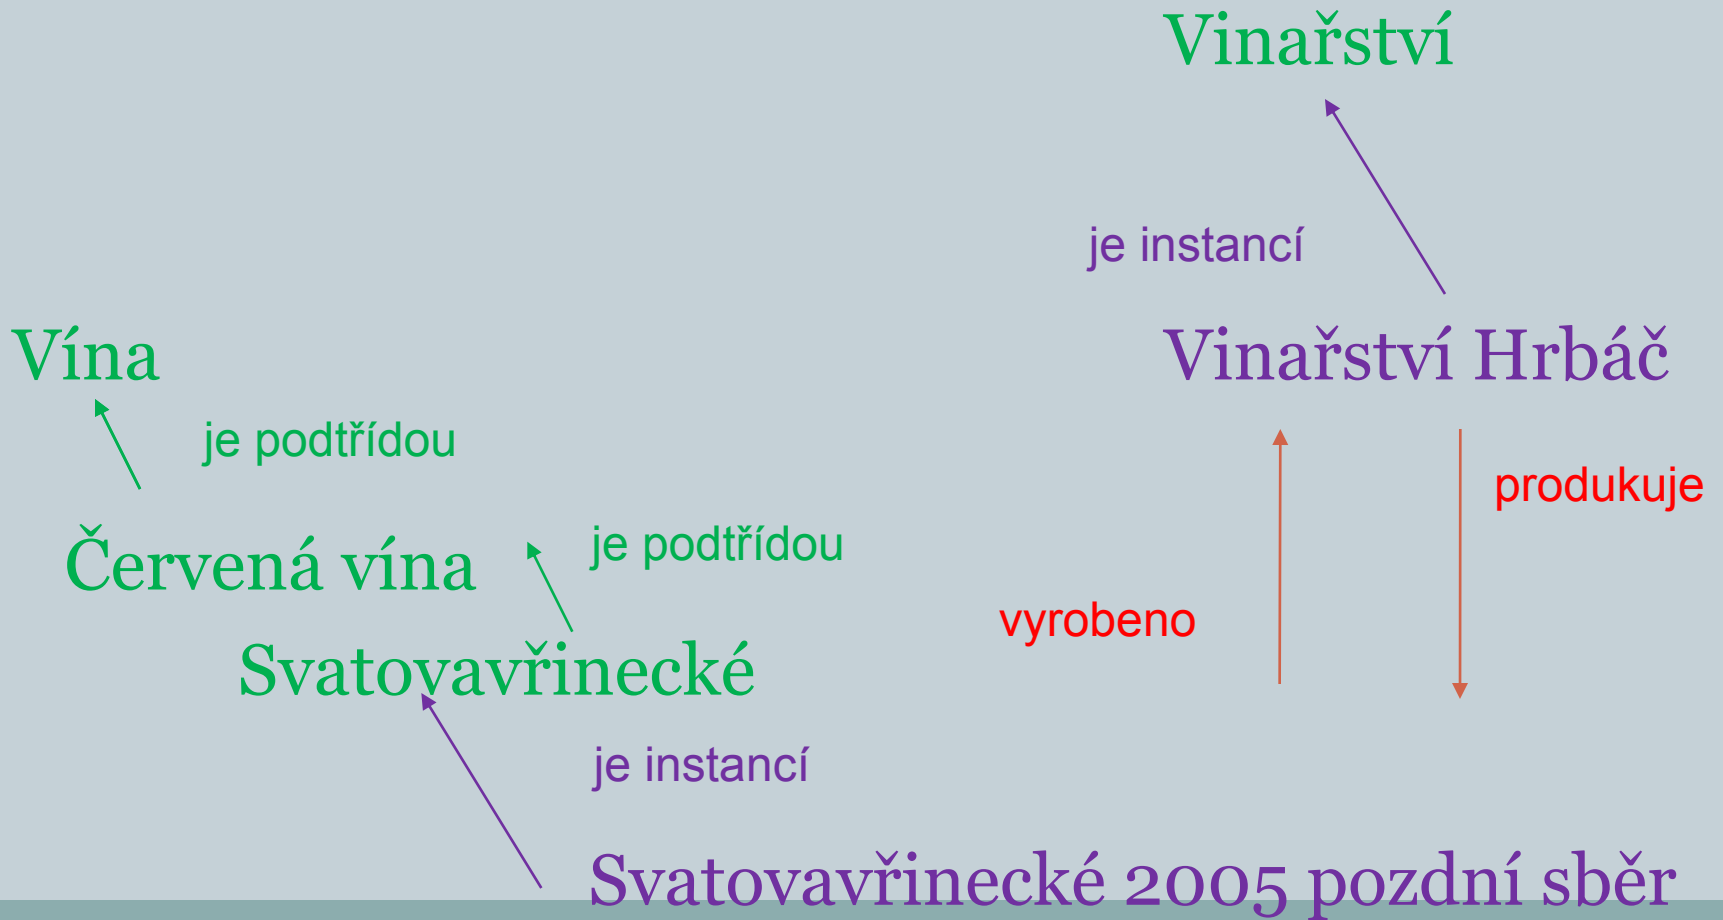 Vinařství
je instancí
Vína
Vinařství Hrbáč
je podtřídou
produkuje
Červená vína
je podtřídou
vyrobeno
Svatovavřinecké
je instancí
Svatovavřinecké 2005 pozdní sběr